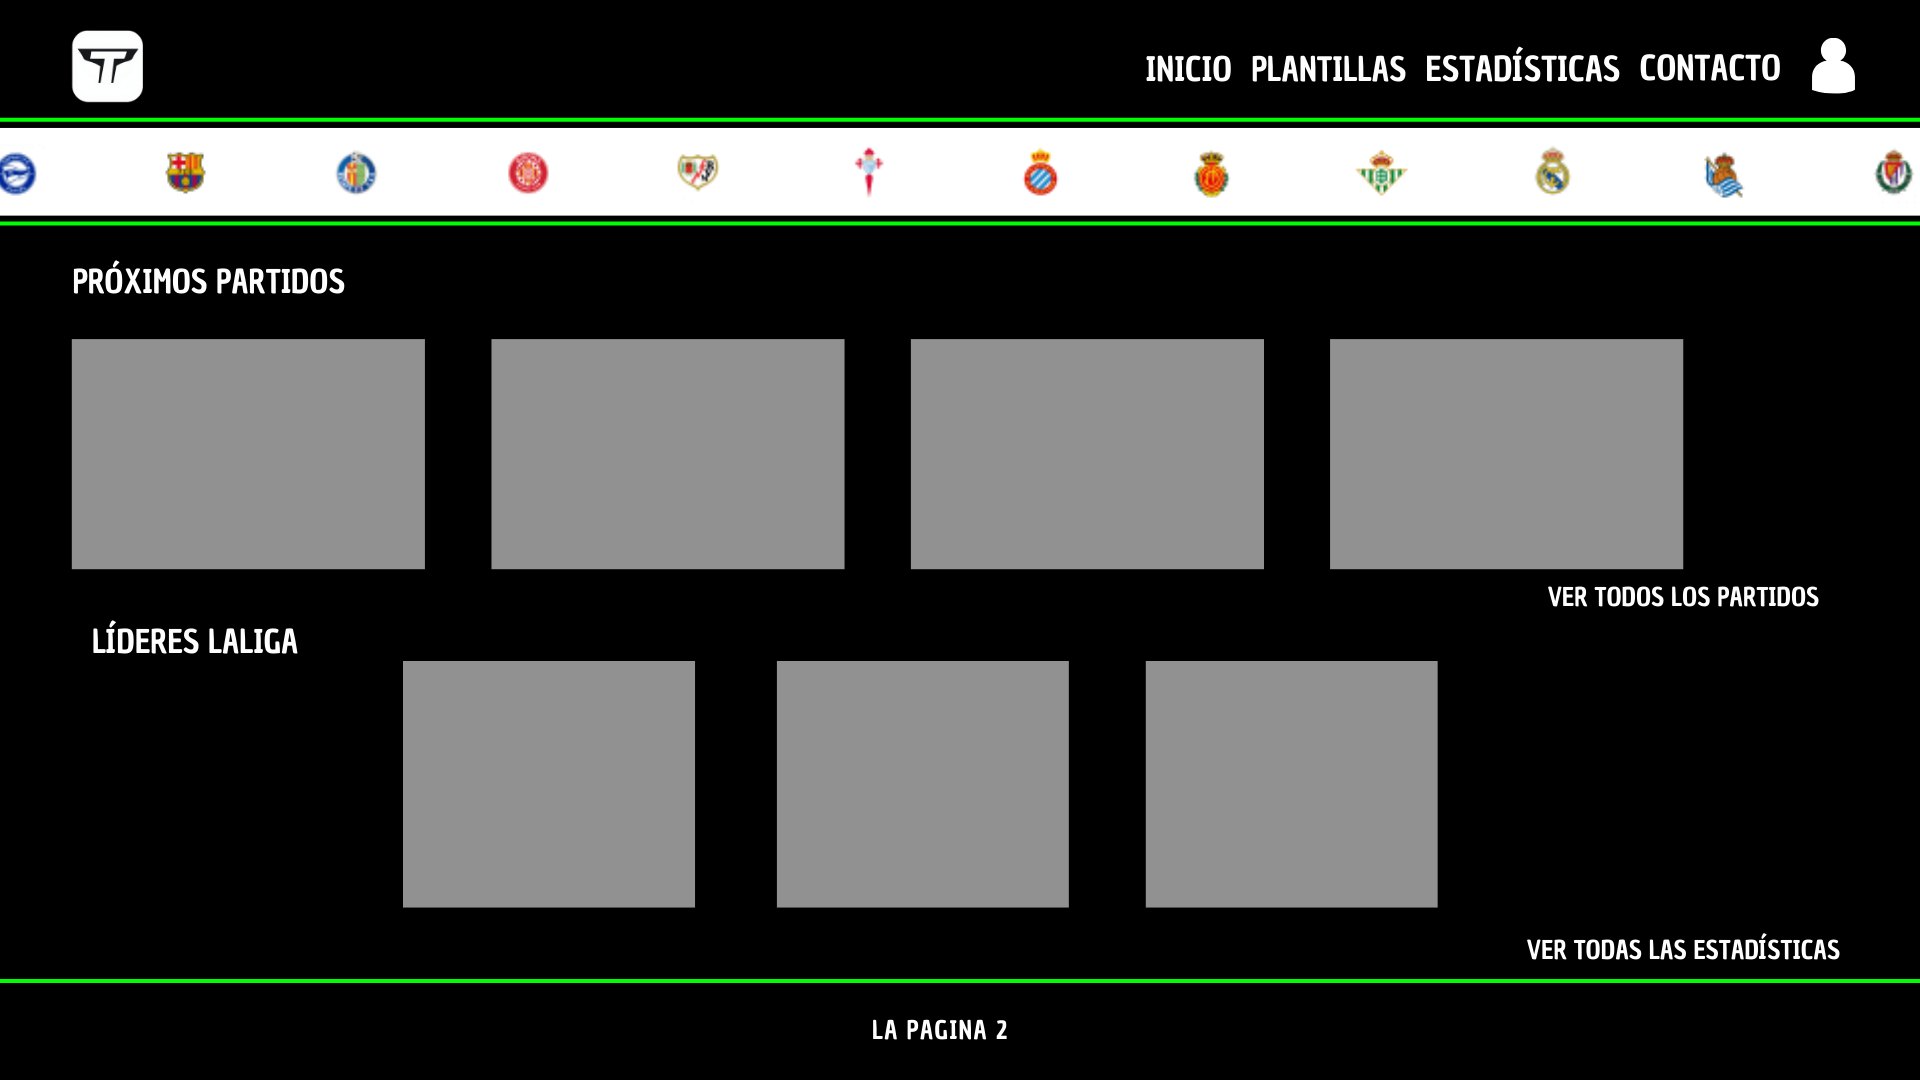 INICIO PLANTILLAS ESTADÍSTICAS CONTACTO
PRÓXIMOS PARTIDOS
VER TODOS LOS PARTIDOS
LÍDERES LALIGA
VER TODAS LAS ESTADÍSTICAS
LA PAGINA 2